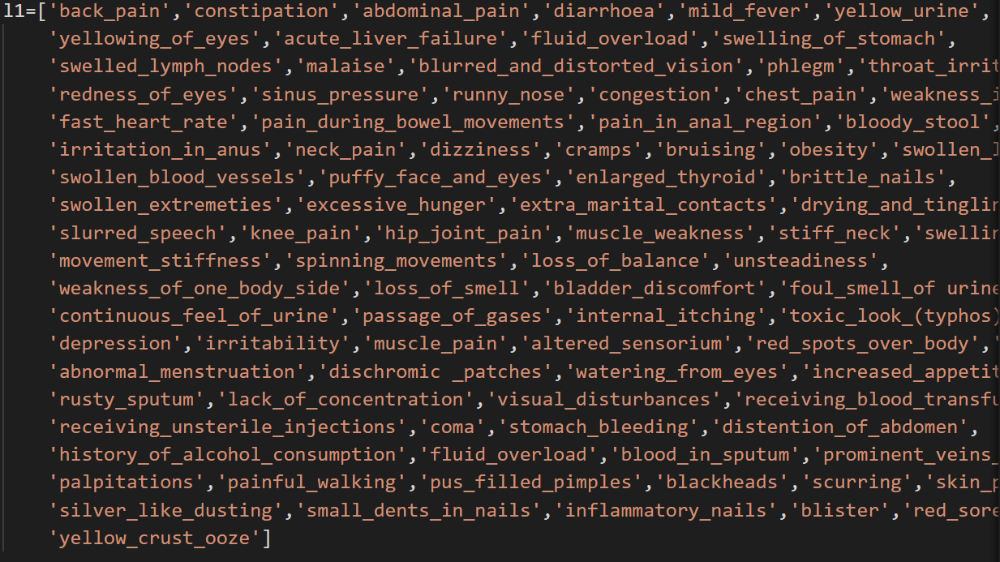 l1=['back_pain','constipation','abdominal_pain','diarrhoea','mild_fever','yellow_urine',
'yellowing_of_eyes','acute_liver_failure','fluid_overload','swelling_of_stomach',
'swelled_lymph_nodes','malaise','blurred_and_distorted_vision','phlegm','throat_irrit
'redness_of_eyes','sinus_pressure','runny_nose','congestion','chest_pain','weakness_i
'fast_heart_rate','pain_during_bowel_movements','pain_in_anal_region','bloody_stool',
'irritation_in_anus','neck_pain','dizziness','cramps','bruising','obesity','swollen_l
'swollen_blood_vessels','puffy_face_and_eyes','enlarged_thyroid','brittle_nails',
'swollen_extremeties','excessive_hunger','extra_marital_contacts','drying_and_tinglin
'slurred_speech','knee_pain','hip_joint_pain','muscle_weakness','stiff_neck','swellin
'movement_stiffness','spinning_movements','loss_of_balance','unsteadiness',
'weakness_of_one_body_side','loss_of_smell','bladder_discomfort','foul_smell_of urine
'continuous_feel_of_urine','passage_of_gases','internal_itching','toxic_look_(typhos)
'depression','irritability','muscle_pain','altered_sensorium','red_spots_over_body','
'abnormal_menstruation','dischromic _patches','watering_from_eyes','increased_appetit
'rusty_sputum','lack_of_concentration','visual_disturbances','receiving_blood_transfu
'receiving_unsterile_injections','coma','stomach_bleeding','distention_of_abdomen',
'history_of_alcohol_consumption','fluid_overload','blood_in_sputum','prominent_veins_
'palpitations','painful_walking','pus_filled_pimples','blackheads','scurring','skin_p
'silver_like_dusting','small_dents_in_nails','inflammatory_nails','blister','red_sore
'yellow_crust_ooze']